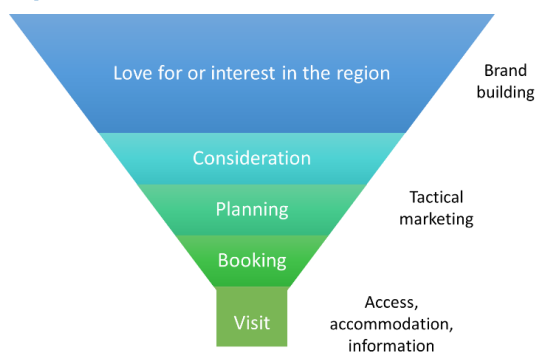 Love for or interest in the region
Brand
building
Consideration
Planning
Tactical
marketing
Booking
Visit
Access,
accommodation,
information